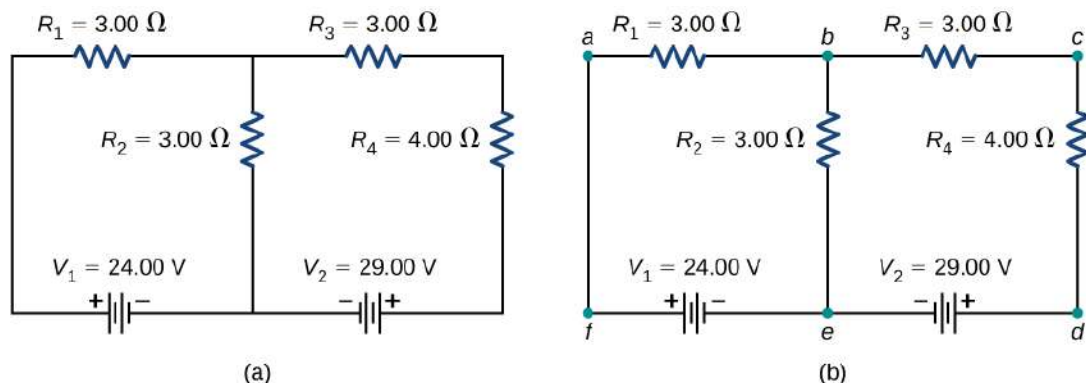 R₁ = 3.00 Ω
R₃ = 3.00 Ω
R₂ = 3.00 Ω
R₄ = 4.00 Ω
V₁ = 24.00 V
V₂ = 29.00 V
+
−
−
+
(a)
R₁ = 3.00 Ω
R₃ = 3.00 Ω
a
b
c
R₂ = 3.00 Ω
R₄ = 4.00 Ω
V₁ = 24.00 V
V₂ = 29.00 V
+
−
−
+
f
e
d
(b)